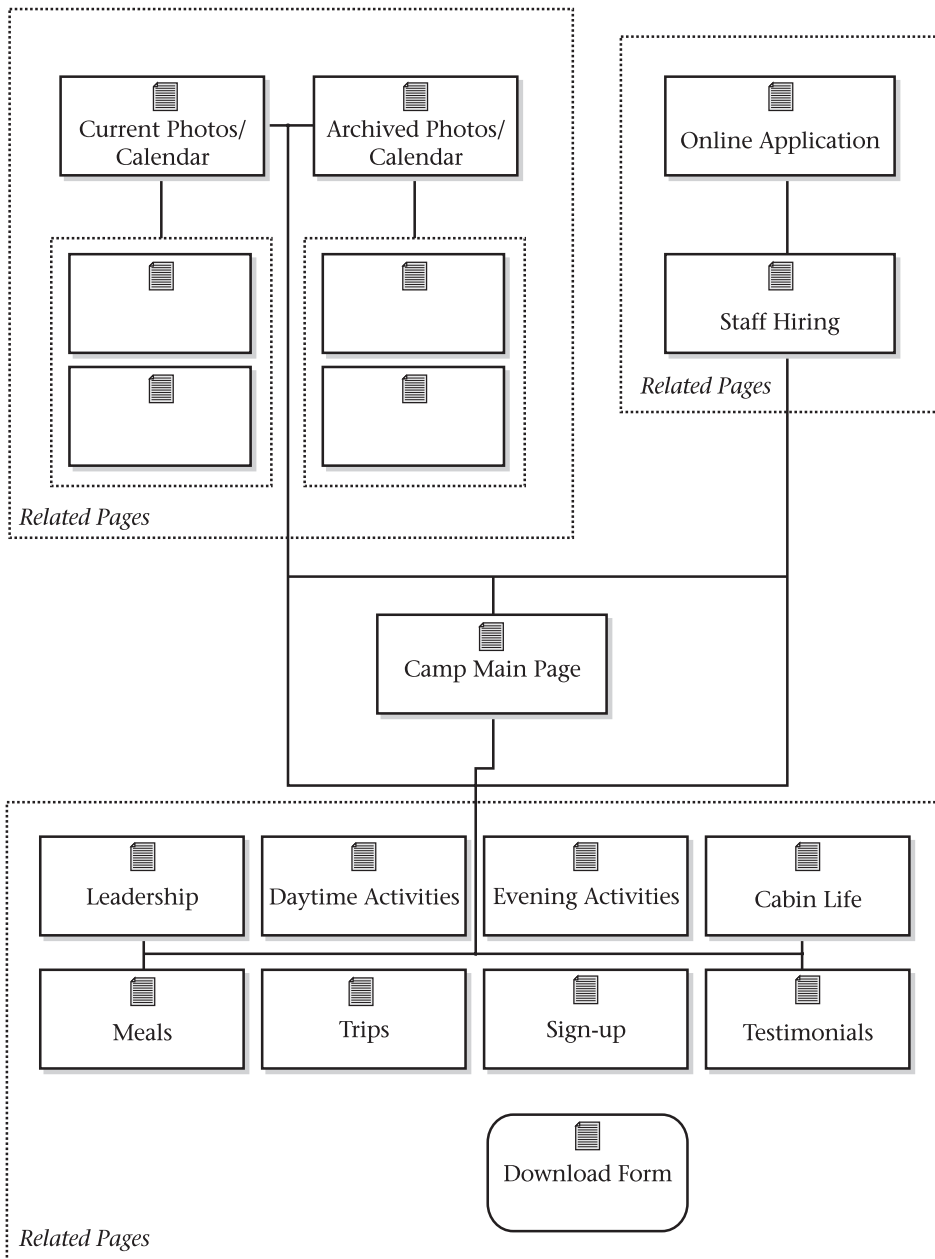 Current Photos/
Calendar
Archived Photos/
Calendar
Related Pages
Online Application
Staff Hiring
Related Pages
Camp Main Page
Leadership
Daytime Activities
Evening Activities
Cabin Life
Meals
Trips
Sign-up
Testimonials
Download Form
Related Pages